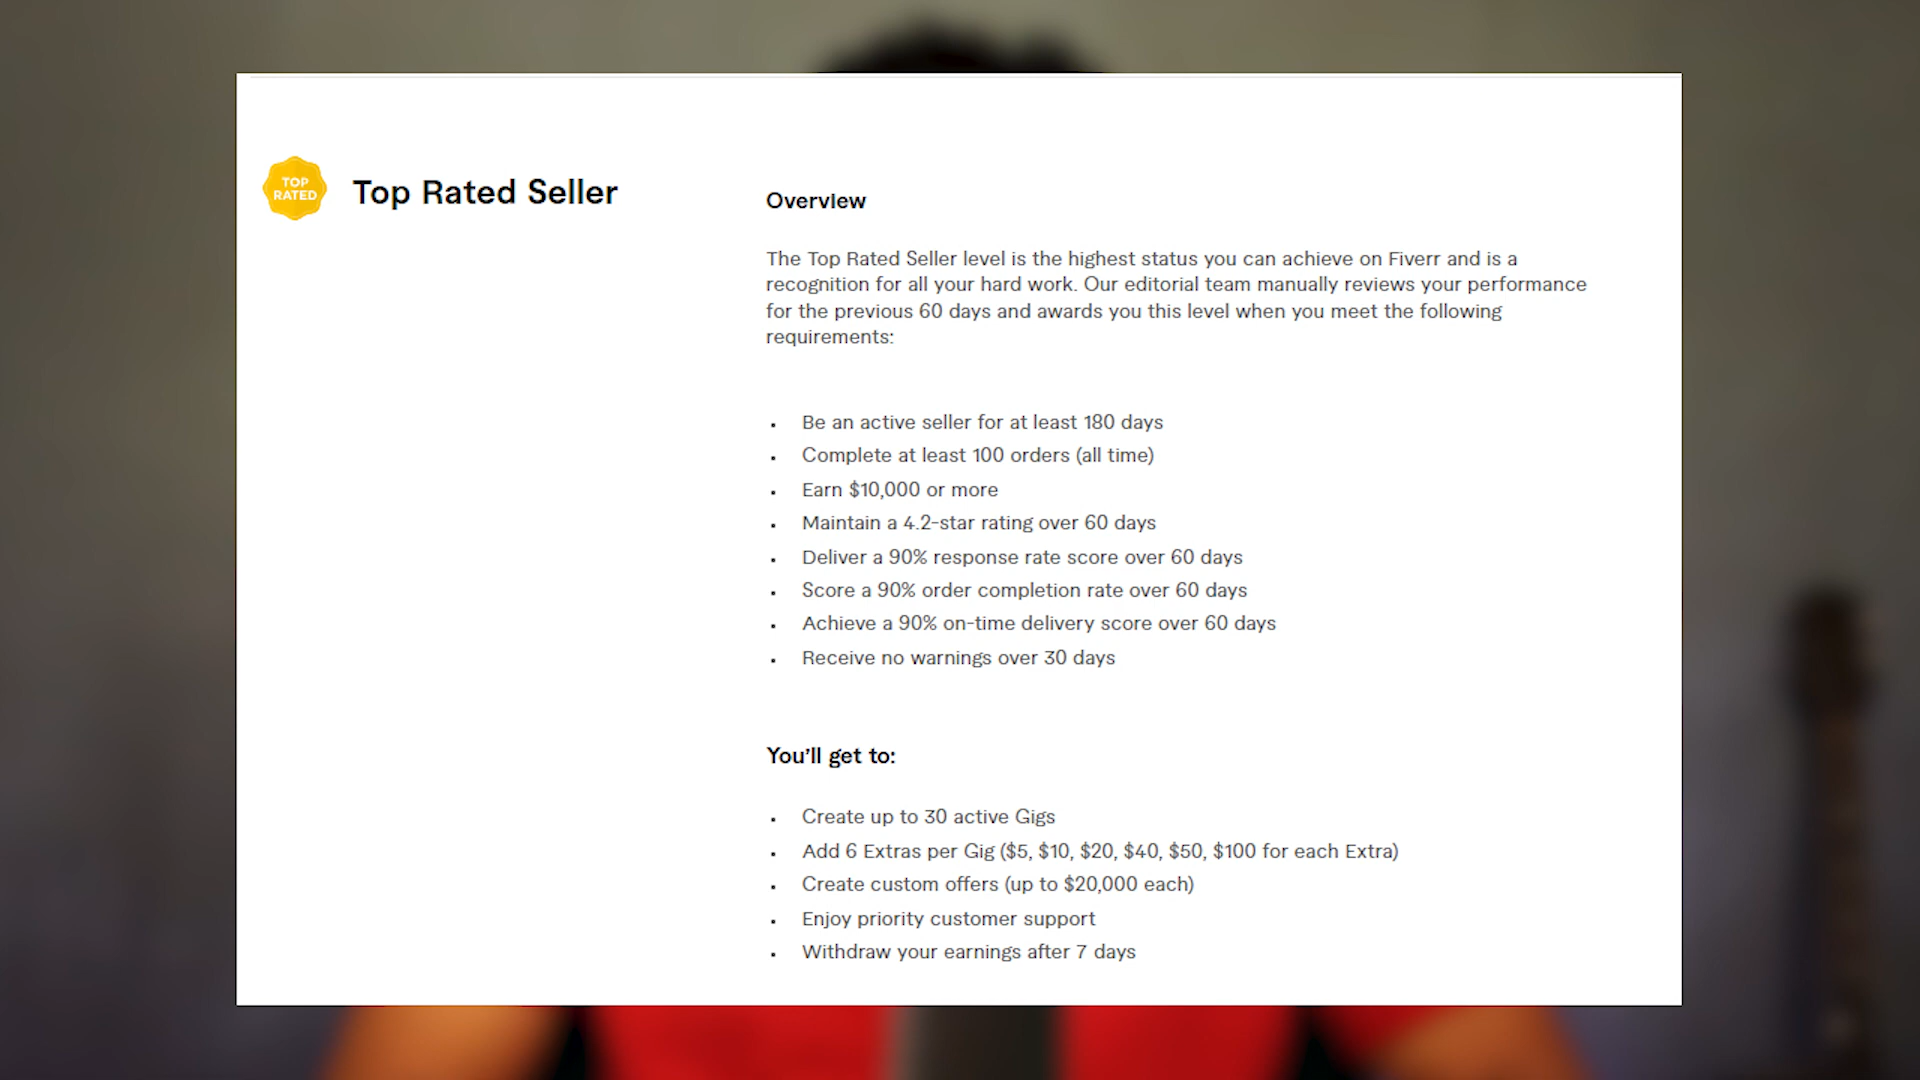 TOP
RATED
Top Rated Seller
Overview
The Top Rated Seller level is the highest status you can achieve on Fiverr and is a
recognition for all your hard work. Our editorial team manually reviews your performance
for the previous 60 days and awards you this level when you meet the following
requirements:
• Be an active seller for at least 180 days
• Complete at least 100 orders (all time)
• Earn $10,000 or more
• Maintain a 4.2-star rating over 60 days
• Deliver a 90% response rate score over 60 days
• Score a 90% order completion rate over 60 days
• Achieve a 90% on-time delivery score over 60 days
• Receive no warnings over 30 days
You'll get to:
• Create up to 30 active Gigs
• Add 6 Extras per Gig ($5, $10, $20, $40, $50, $100 for each Extra)
• Create custom offers (up to $20,000 each)
• Enjoy priority customer support
• Withdraw your earnings after 7 days